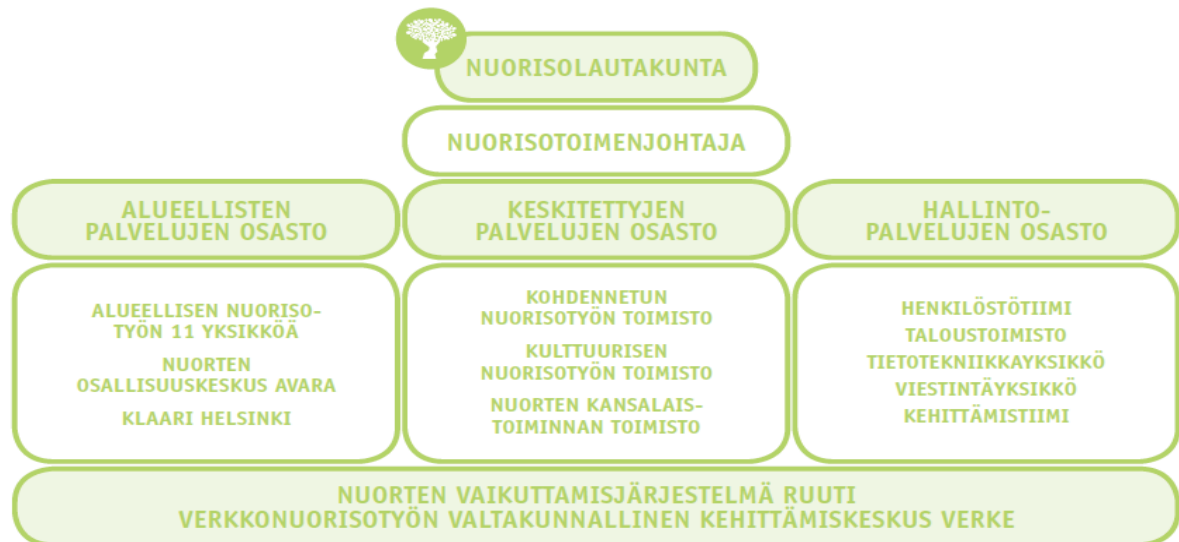 NUORISOLAUTAKUNTA
NUORISOTOIMENJOHTAJA
ALUEELLISTEN
PALVELUJEN OSASTO
ALUEELLISEN NUORISO-
TYÖN 11 YKSIKKÖÄ
NUORTEN
OSALLISUUSKESKUS AVARA
KLAARI HELSINKI
KESKITETTYJEN
PALVELUJEN OSASTO
KOHDENNETUN
NUORISOTYÖN TOIMISTO
KULTTUURISEN
NUORISOTYÖN TOIMISTO
NUORTEN KANSALAIS-
TOIMINNAN TOIMISTO
HALLINTO-
PALVELUJEN OSASTO
HENKILÖSTÖTIIMI
TALOUSTOIMISTO
TIETOTEKNIIKKAYKSIKKÖ
VIESTINTÄYKSIKKÖ
KEHITTÄMISTIIMI
NUORTEN VAIKUTTAMISJÄRJESTELMÄ RUUTI
VERKKONUORISOTYÖN VALTAKUNNALLINEN KEHITTÄMISKESKUS VERKE